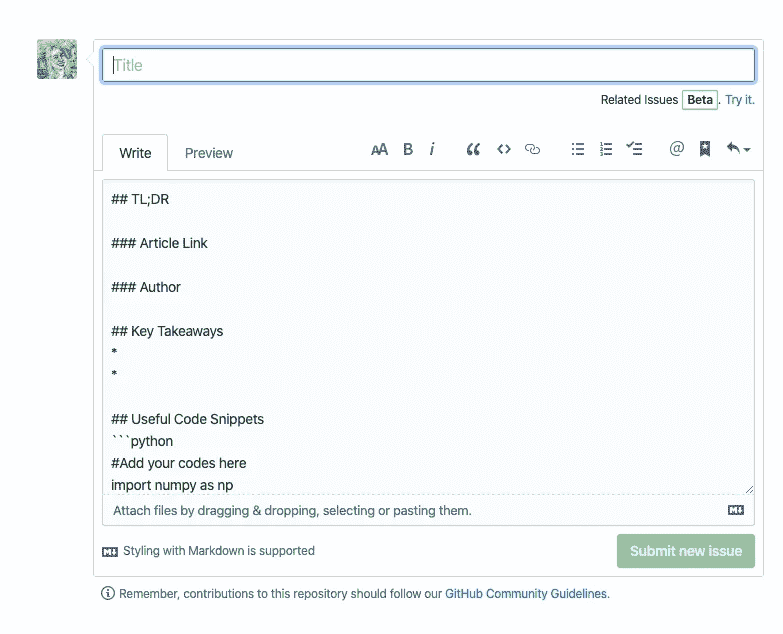 Title
Related Issues Beta. Try it.
Write Preview AA B i
## TL;DR
### Article Link
### Author
## Key Takeaways
*
*
## Useful Code Snippets
```python
#Add your codes here
import numpy as np
Attach files by dragging & dropping, selecting or pasting them.
Styling with Markdown is supported
Submit new issue
Remember, contributions to this repository should follow our GitHub Community Guidelines.